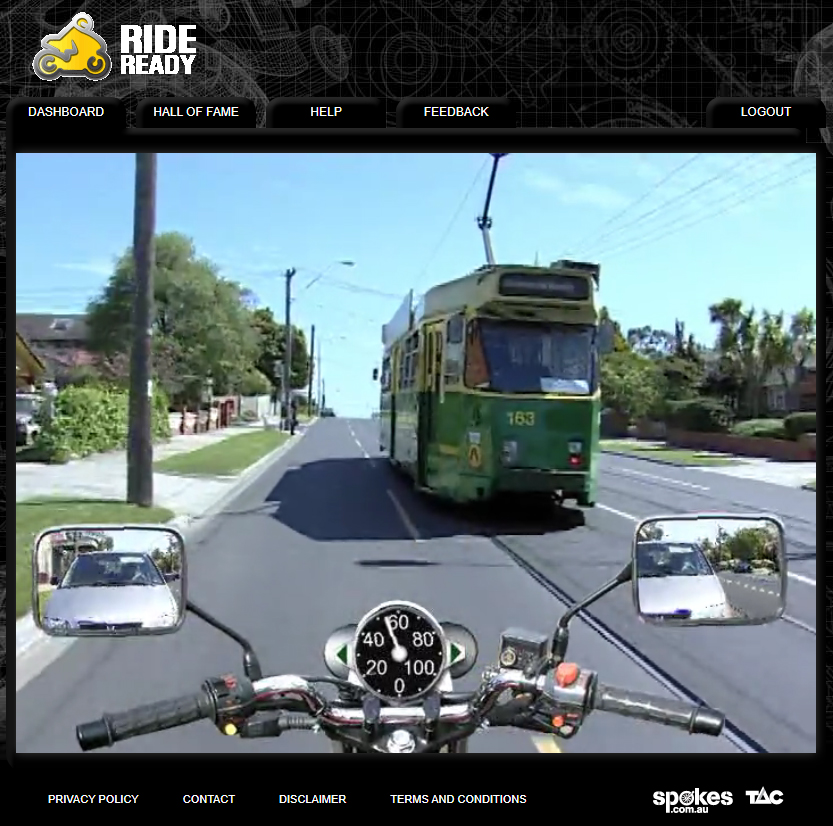 RIDE
READY
DASHBOARD
HALL OF FAME
HELP
FEEDBACK
LOGOUT
163
60
40 80
20 100
0
PRIVACY POLICY
CONTACT
DISCLAIMER
TERMS AND CONDITIONS
spokes
.com.au
TAC